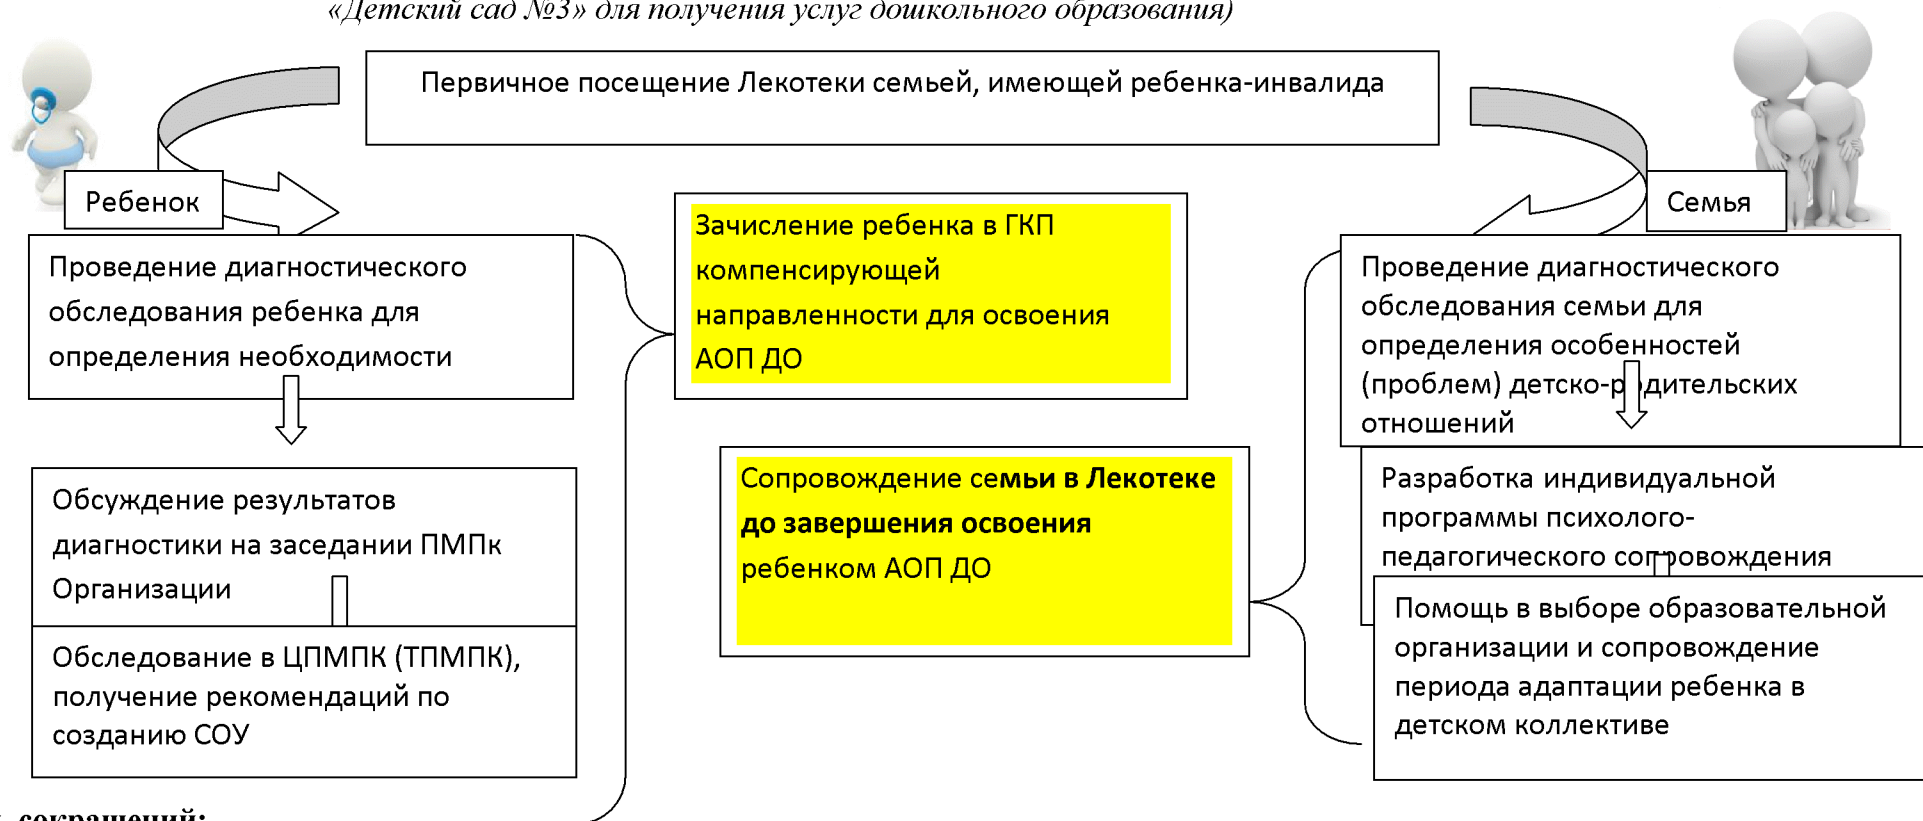 «Детский сад №3» для получения услуг дошкольного образования)
Первичное посещение Лекотеки семьей, имеющей ребенка-инвалида
Ребенок
Семья
Проведение диагностического
обследования ребенка для
определения необходимости
Обсуждение результатов
диагностики на заседании ПМПк
Организации
Обследование в ЦПМПК (ТПМПК),
получение рекомендаций по
созданию СОУ
Зачисление ребенка в ГКП
компенсирующей
направленности для освоения
АОП ДО
Сопровождение семьи в Лекотеке
до завершения освоения
ребенком АОП ДО
Проведение диагностического
обследования семьи для
определения особенностей
(проблем) детско-родительских
отношений
Разработка индивидуальной
программы психолого-
педагогического сопровождения
Помощь в выборе образовательной
организации и сопровождение
периода адаптации ребенка в
детском коллективе
сокращений: